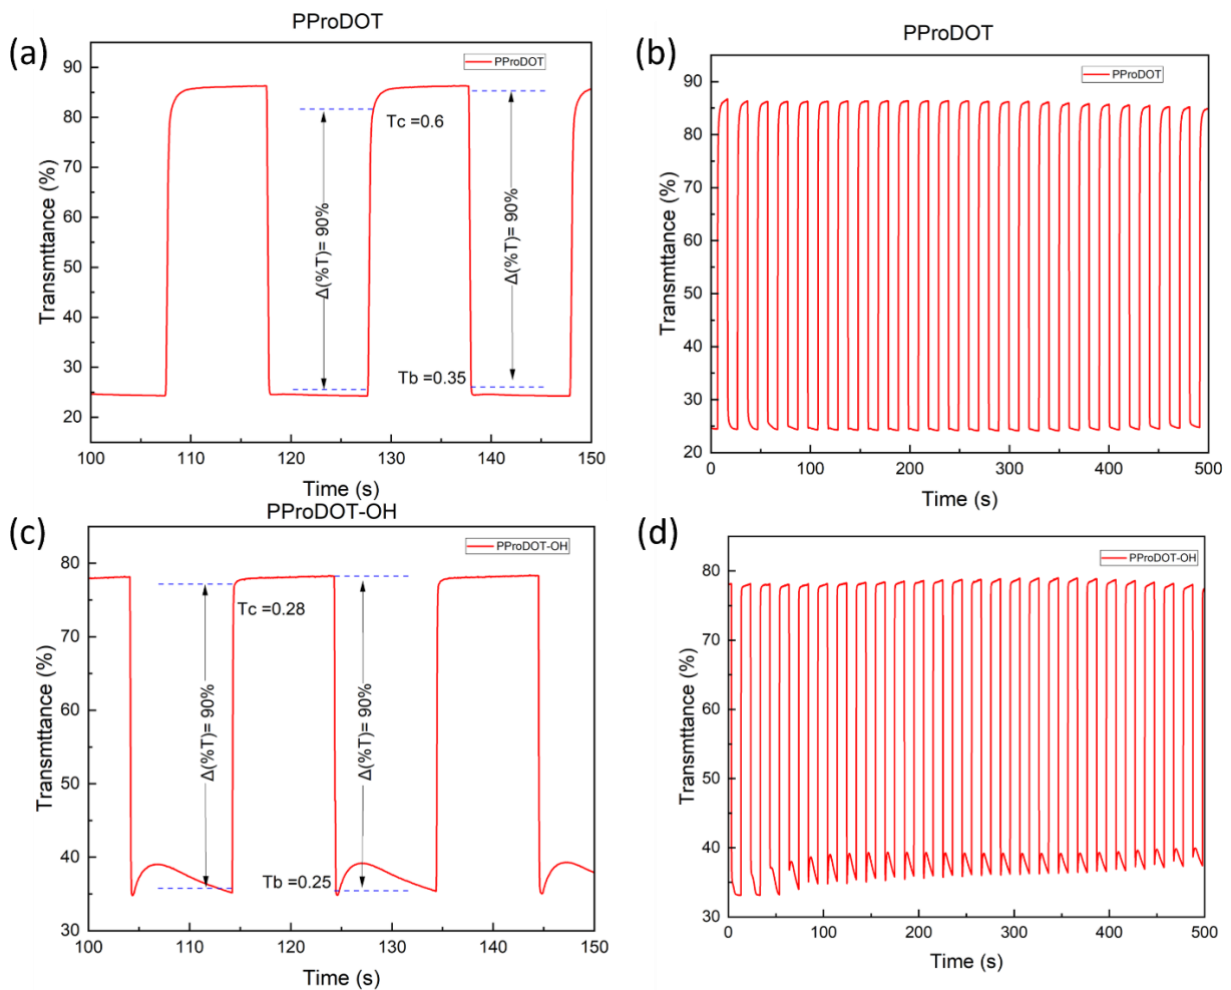 PProDOT
(a)
PProDOT
90
80
70
60
50
40
30
20
Transmttance (%)
Tc =0.6
Δ(%T)= 90%
Δ(%T)= 90%
Tb =0.35
100 110 120 130 140 150
Time (s)
PProDOT
(b)
PProDOT
90
80
70
60
50
40
30
20
Transmttance (%)
0 100 200 300 400 500
Time (s)
PProDOT-OH
(c)
PProDOT-OH
80
70
60
50
40
30
Transmttance (%)
Tc =0.28
Δ(%T)= 90%
Δ(%T)= 90%
Tb =0.25
100 110 120 130 140 150
Time (s)
(d)
PProDOT-OH
80
70
60
50
40
30
Transmttance (%)
0 100 200 300 400 500
Time (s)